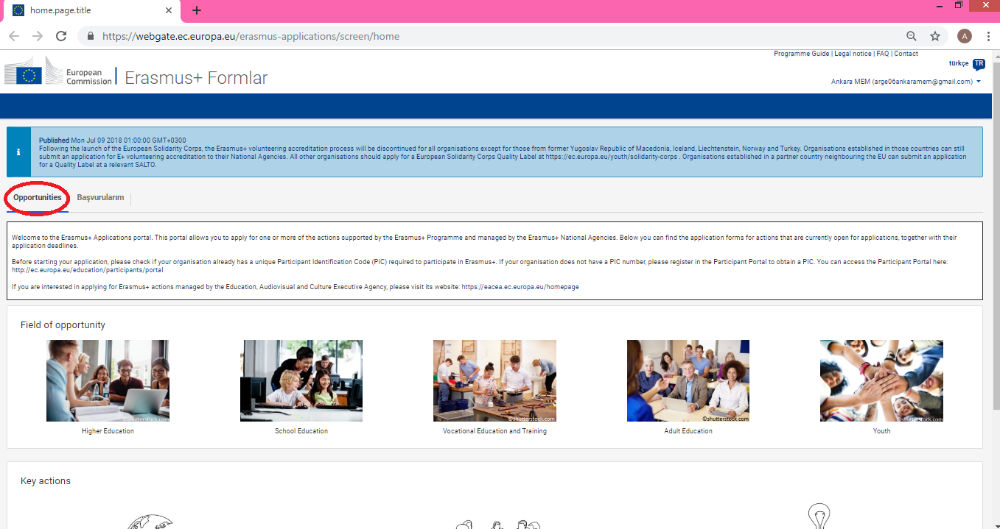 home.page.title
https://webgate.ec.europa.eu/erasmus-applications/screen/home
A
Programme Guide | Legal notice | FAQ | Contact
türkçe TR
European
Commission
Erasmus+ Formlar
Ankara MEM (arge06ankaramem@gmail.com)
Published Mon Jul 09 2018 01:00:00 GMT+0300
Following the launch of the European Solidarity Corps, the Erasmus+ volunteering accreditation process will be discontinued for all organisations except for those from former Yugoslav Republic of Macedonia, Iceland, Liechtenstein, Norway and Turkey. Organisations established in those countries can still
submit an application for E+ volunteering accreditation to their National Agencies. All other organisations should apply for a European Solidarity Corps Quality Label at https://ec.europa.eu/youth/solidarity-corps . Organisations established in a partner country neighbouring the EU can submit an application
for a Quality Label at a relevant SALTO.
Opportunities Başvurularım
Welcome to the Erasmus+ Applications portal. This portal allows you to apply for one or more of the actions supported by the Erasmus+ Programme and managed by the Erasmus+ National Agencies. Below you can find the application forms for actions that are currently open for applications, together with their
application deadlines.
Before starting your application, please check if your organisation already has a unique Participant Identification Code (PIC) required to participate in Erasmus+. If your organisation does not have a PIC number, please register in the Participant Portal to obtain a PIC. You can access the Participant Portal here:
http://ec.europa.eu/education/participants/portal
If you are interested in applying for Erasmus+ actions managed by the Education, Audiovisual and Culture Executive Agency, please visit its website: https://eacea.ec.europa.eu/homepage
Field of opportunity
©shutterstock.com
©shutterstock.com
©shutterstock.com
©shutterstock.com
©shutterstock.com
Higher Education
School Education
Vocational Education and Training
Adult Education
Youth
Key actions